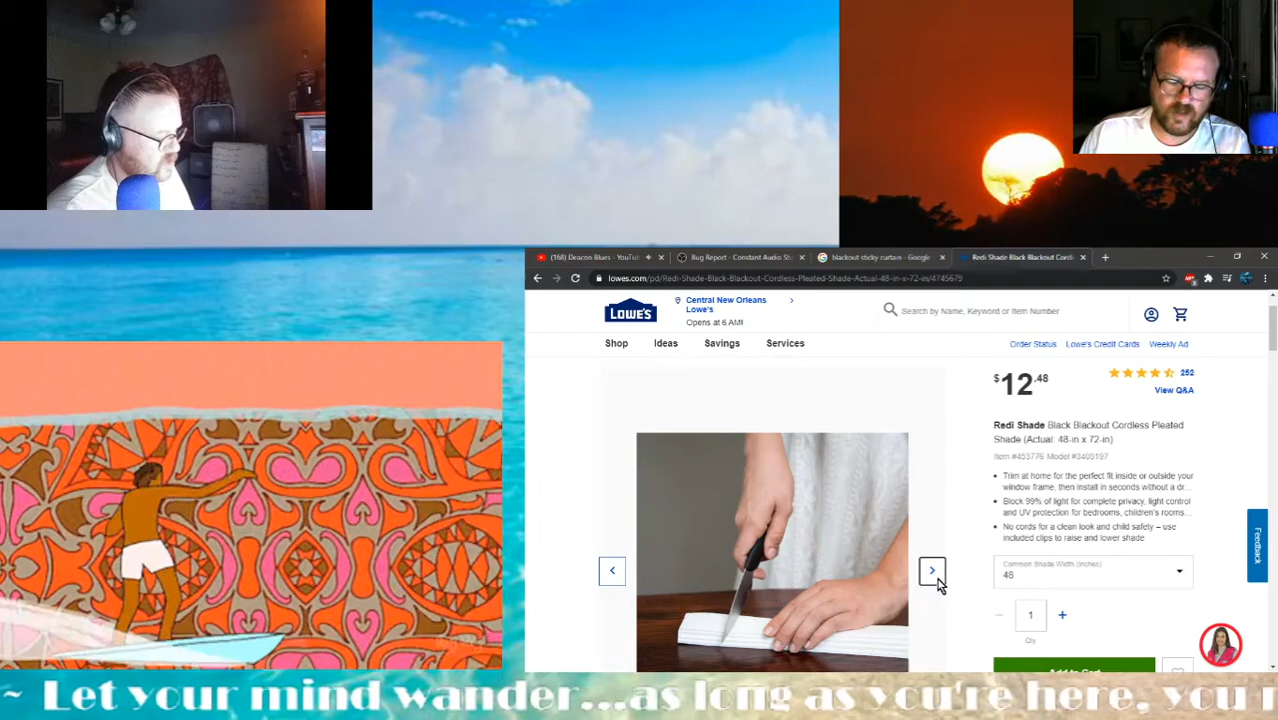 (168) Deacon Blues - YouTu
Bug Report - Constant Audio Stu
blackout sticky curtain - Google
Redi Shade Black Blackout Cordl
lowes.com/pd/Redi-Shade-Black-Blackout-Cordless-Pleated-Shade-Actual-48-in-x-72-in/4745679
LOWE'S
Central New Orleans
Lowe's
Opens at 6 AM!
Search by Name, Keyword or Item Number
Shop Ideas Savings Services
Order Status Lowe's Credit Cards Weekly Ad
$12.48
252
View Q&A
Redi Shade Black Blackout Cordless Pleated
Shade (Actual 48-in x 72-in)
Item #453776 Model #3403197
Trim at home for the perfect fit inside or outside your
window frame, then install in seconds without a dr...
Block 99% of light for complete privacy, light control
and UV protection for bedrooms, children's rooms...
No cords for a clean look and child safety – use
included clips to raise and lower shade
Common Shade Width (Inches)
48
1
Qty
Add to Cart
Feedback
~ Let your mind wander...as long as you're here, you